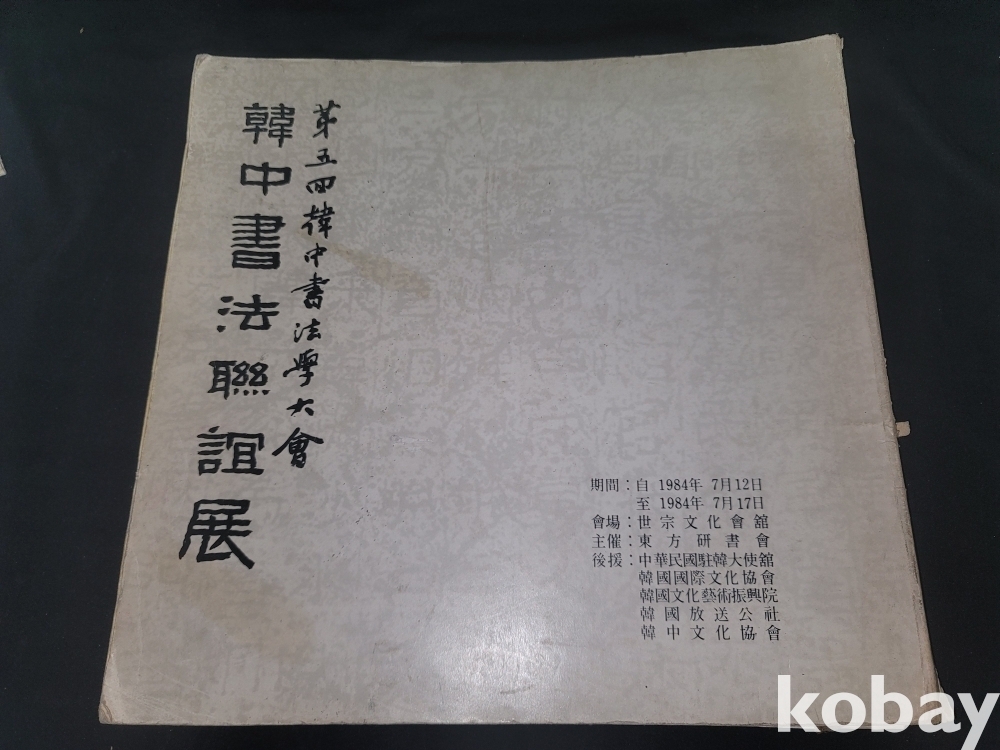 第五回韓中書法學大會
韓中書法聯誼展
期間：自 1984年 7月12日
至 1984年 7月17日
會場：世宗文化會舘
主催：東方研書會
後援：中華民國駐韓大使舘
韓國國際文化協會
韓國文化藝術振興院
韓國放送公社
韓中文化協會
kobay